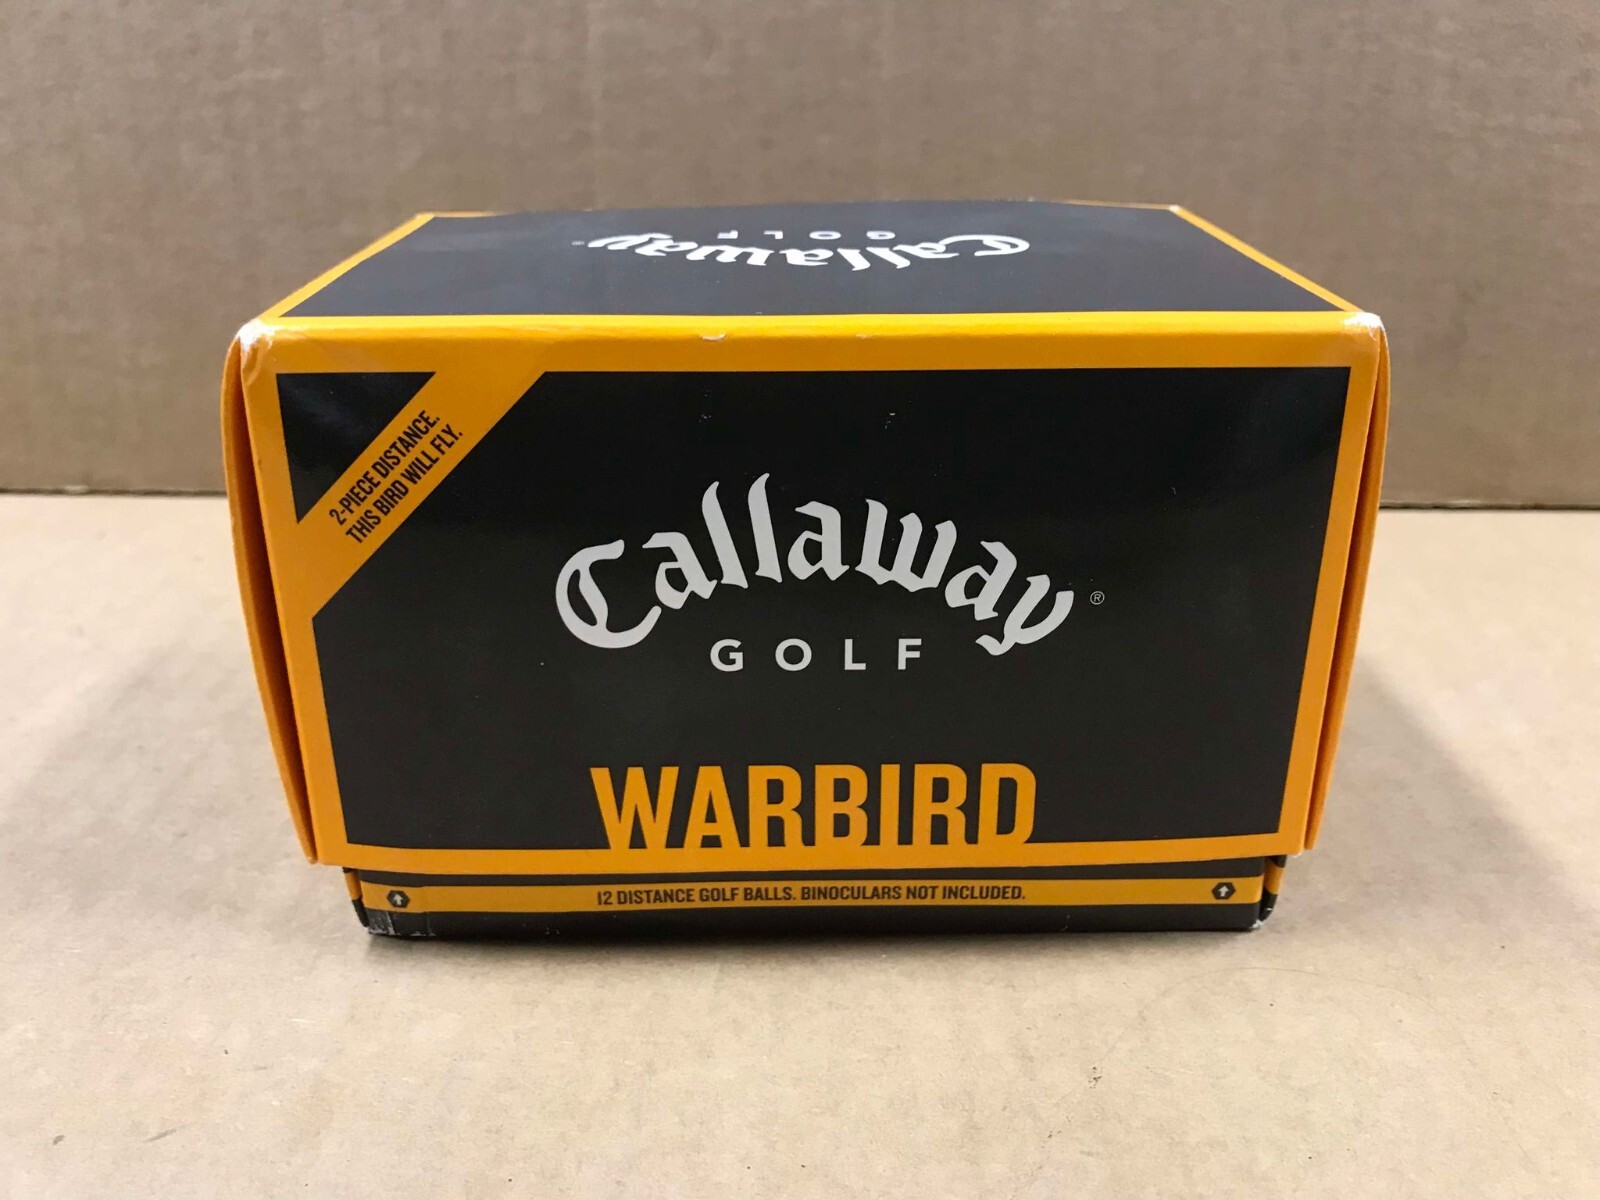 Callaway
GOLF
2-PIECE DISTANCE.
THIS BIRD WILL FLY.
Callaway®
GOLF
WARBIRD
12 DISTANCE GOLF BALLS. BINOCULARS NOT INCLUDED.